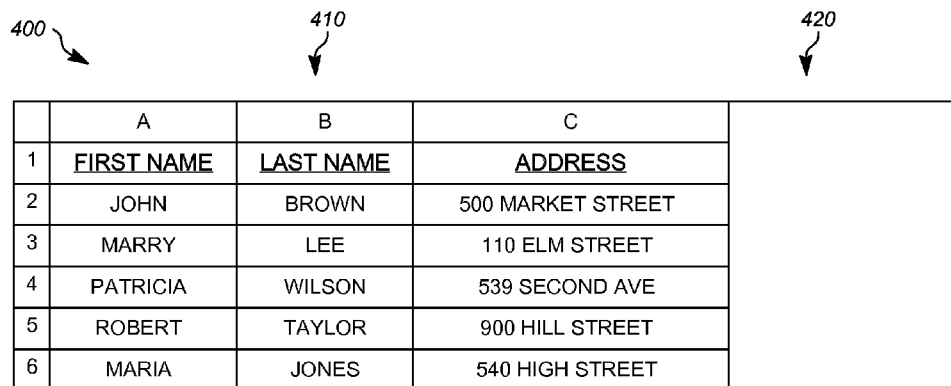 400 410 420
A B C
1 FIRST NAME LAST NAME ADDRESS
2 JOHN BROWN 500 MARKET STREET
3 MARRY LEE 110 ELM STREET
4 PATRICIA WILSON 539 SECOND AVE
5 ROBERT TAYLOR 900 HILL STREET
6 MARIA JONES 540 HIGH STREET